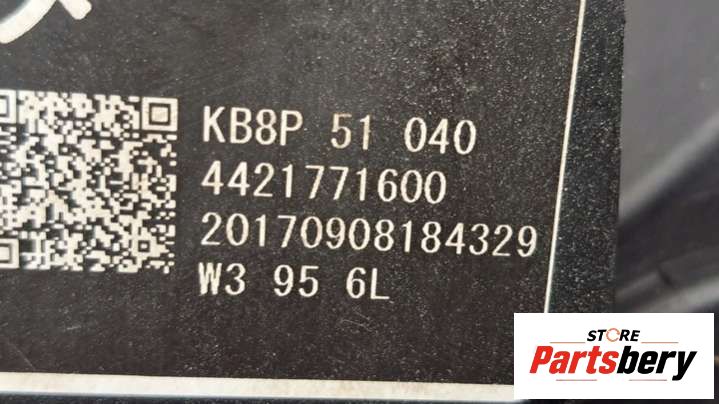 KB8P 51 040
4421771600
20170908184329
W3 95 6L
STORE
Partsbery